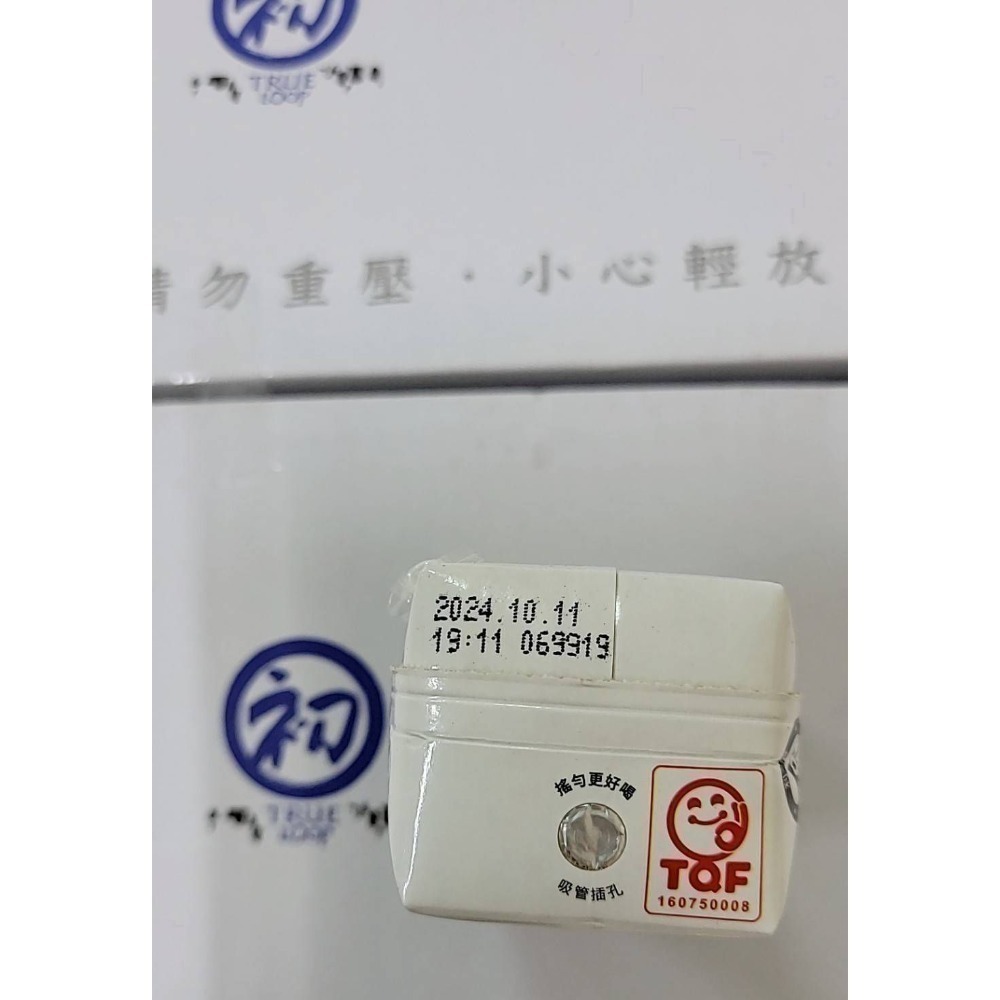 初
TRUE
請勿重壓．小心輕放
2024.10.11
19:11 069919
初
TRUE
搖勻更好喝
吸管插孔
TQF
160750008